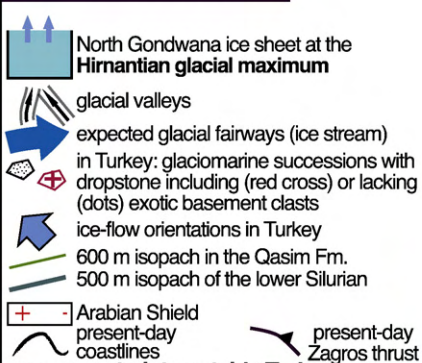 North Gondwana ice sheet at the
Hirnantian glacial maximum
glacial valleys
expected glacial fairways (ice stream)
in Turkey: glaciomarine successions with
dropstone including (red cross) or lacking
(dots) exotic basement clasts
ice-flow orientations in Turkey
600 m isopach in the Qasim Fm.
500 m isopach of the lower Silurian
+ - Arabian Shield
present-day
coastlines
present-day
Zagros thrust